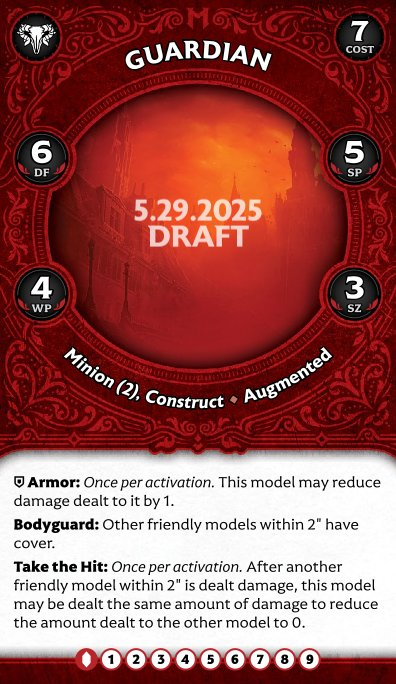 7
COST
GUARDIAN
6
DF
5
SP
5.29.2025
DRAFT
4
WP
3
SZ
Minion (2), Construct • Augmented
Armor: Once per activation. This model may reduce
damage dealt to it by 1.
Bodyguard: Other friendly models within 2" have
cover.
Take the Hit: Once per activation. After another
friendly model within 2" is dealt damage, this model
may be dealt the same amount of damage to reduce
the amount dealt to the other model to 0.
1 2 3 4 5 6 7 8 9